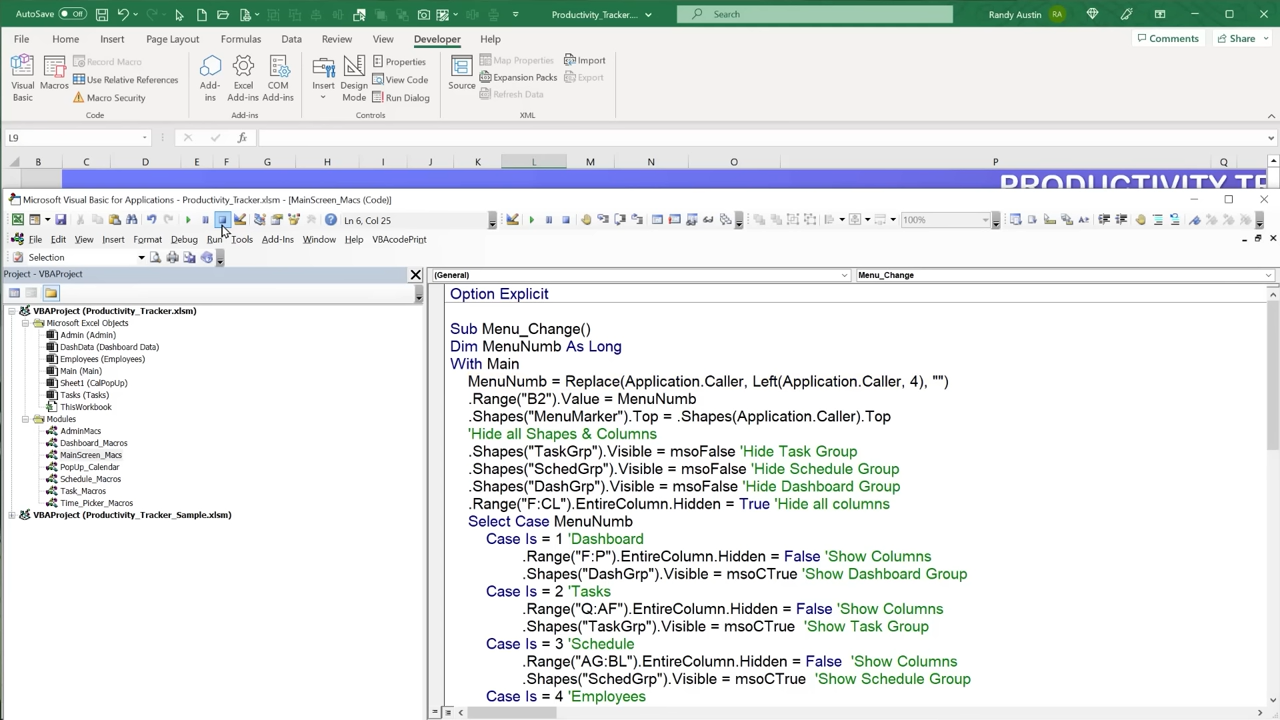 AutoSave Off Productivity_Tracker.... Search Randy Austin RA
File Home Insert Page Layout Formulas Data Review View Developer Help Comments Share
Visual Basic Macros Record Macro Use Relative References Macro Security Code
Add-ins Excel Add-ins COM Add-ins Add-ins
Insert Design Mode Properties View Code Run Dialog Controls
Source Map Properties Expansion Packs Refresh Data Import Export XML
L9 fx
B C D E F G H I J K L M N O P Q
PRODUCTIVITY TR
Microsoft Visual Basic for Applications - Productivity_Tracker.xlsm - [MainScreen_Macs (Code)]
Ln 6, Col 25 100%
File Edit View Insert Format Debug Run Tools Add-Ins Window Help VBAcodePrint
Selection
Project - VBAProject
(General) Menu_Change
VBAProject (Productivity_Tracker.xlsm)
Microsoft Excel Objects
Admin (Admin)
DashData (Dashboard Data)
Employees (Employees)
Main (Main)
Sheet1 (CalPopUp)
Tasks (Tasks)
ThisWorkbook
Modules
AdminMacs
Dashboard_Macros
MainScreen_Macs
PopUp_Calendar
Schedule_Macros
Task_Macros
Time_Picker_Macros
VBAProject (Productivity_Tracker_Sample.xlsm)
Option Explicit
Sub Menu_Change()
Dim MenuNumb As Long
With Main
MenuNumb = Replace(Application.Caller, Left(Application.Caller, 4), "")
.Range("B2").Value = MenuNumb
.Shapes("MenuMarker").Top = .Shapes(Application.Caller).Top
'Hide all Shapes & Columns
.Shapes("TaskGrp").Visible = msoFalse 'Hide Task Group
.Shapes("SchedGrp").Visible = msoFalse 'Hide Schedule Group
.Shapes("DashGrp").Visible = msoFalse 'Hide Dashboard Group
.Range("F:CL").EntireColumn.Hidden = True 'Hide all columns
Select Case MenuNumb
Case Is = 1 'Dashboard
.Range("F:P").EntireColumn.Hidden = False 'Show Columns
.Shapes("DashGrp").Visible = msoCTrue 'Show Dashboard Group
Case Is = 2 'Tasks
.Range("Q:AF").EntireColumn.Hidden = False 'Show Columns
.Shapes("TaskGrp").Visible = msoCTrue 'Show Task Group
Case Is = 3 'Schedule
.Range("AG:BL").EntireColumn.Hidden = False 'Show Columns
.Shapes("SchedGrp").Visible = msoCTrue 'Show Schedule Group
Case Is = 4 'Employees